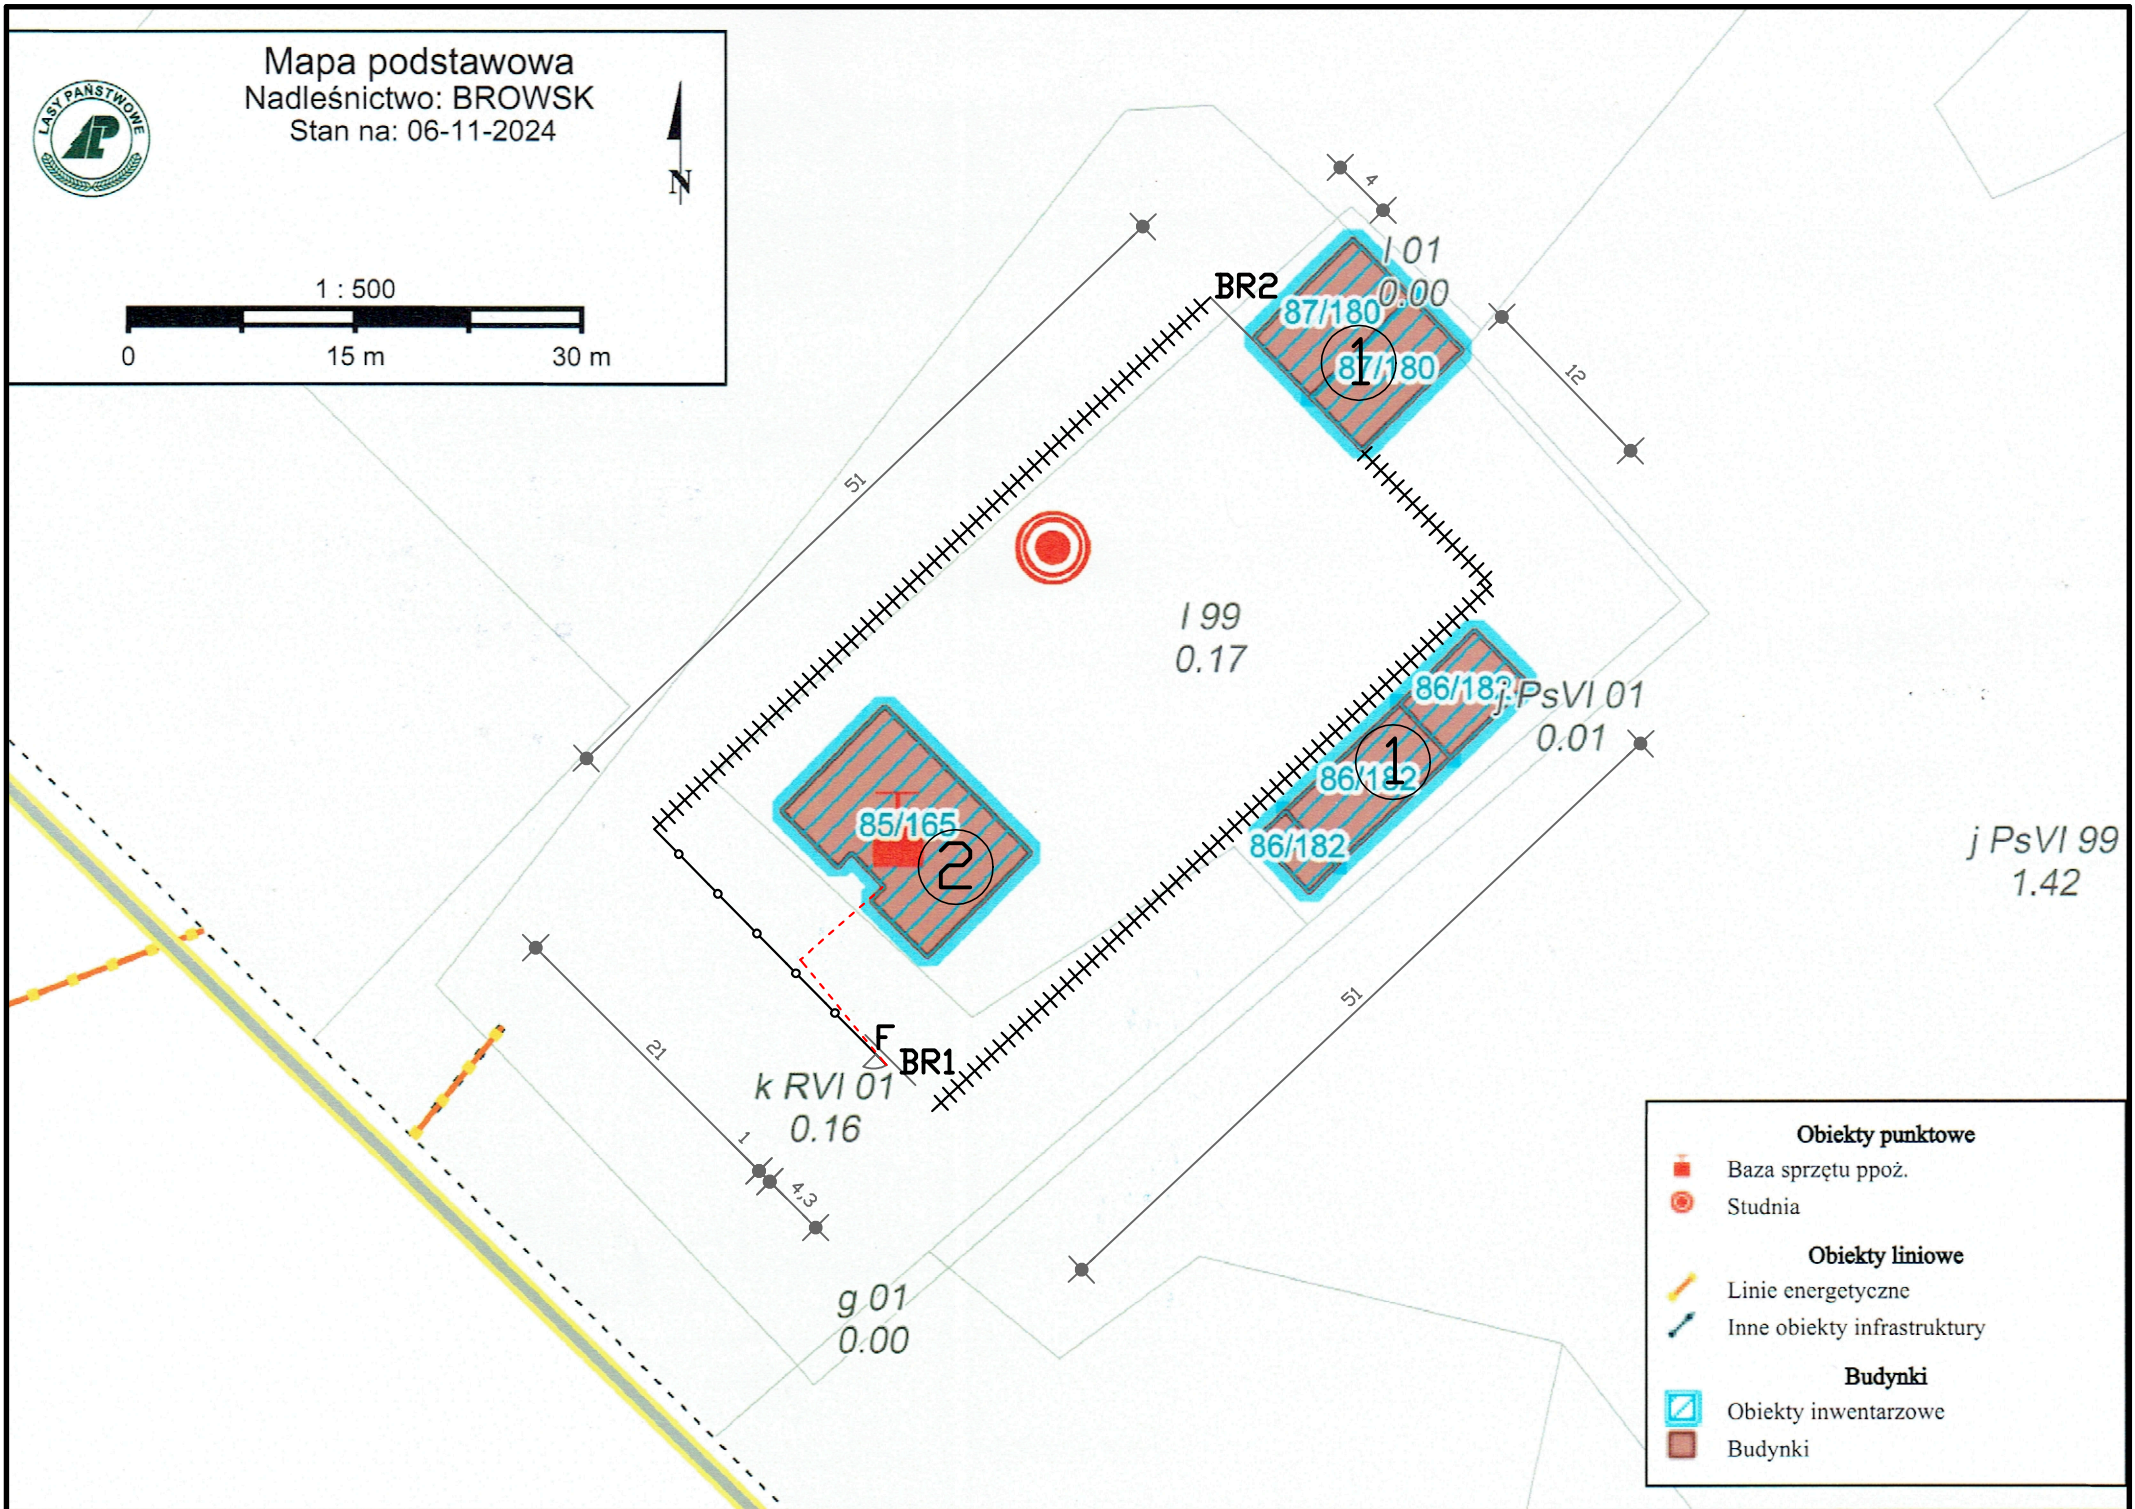 Mapa podstawowa
Nadleśnictwo: BROWSK
Stan na: 06-11-2024
LASY PAŃSTWOWE
N
1 : 500
0 15 m 30 m
4
l 01
0.00
BR2
87/180
87/180
1
12
51
l 99
0.17
86/182
j PsVI 01
0.01
86/182
1
86/182
85/165
2
j PsVI 99
1.42
51
21
F
BR1
k RVI 01
0.16
1
4,3
g 01
0.00
Obiekty punktowe
Baza sprzętu ppoż.
Studnia
Obiekty liniowe
Linie energetyczne
Inne obiekty infrastruktury
Budynki
Obiekty inwentarzowe
Budynki